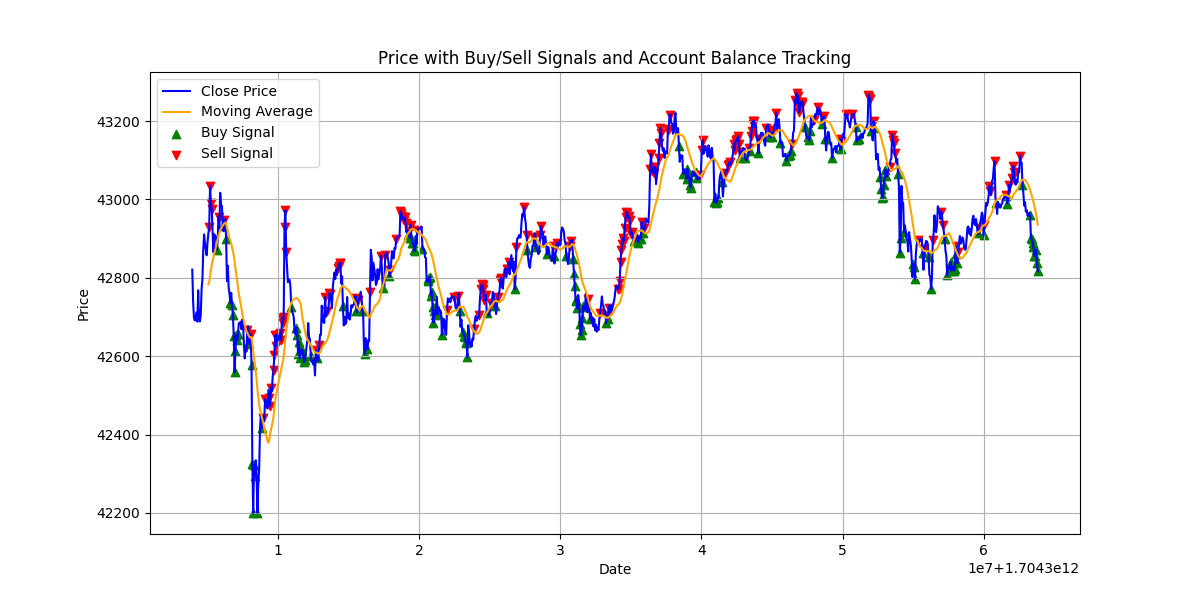 Price with Buy/Sell Signals and Account Balance Tracking
Close Price
Moving Average
Buy Signal
Sell Signal
43200
43000
42800
42600
42400
42200
Price
1 2 3 4 5 6
Date
1e7+1.7043e12